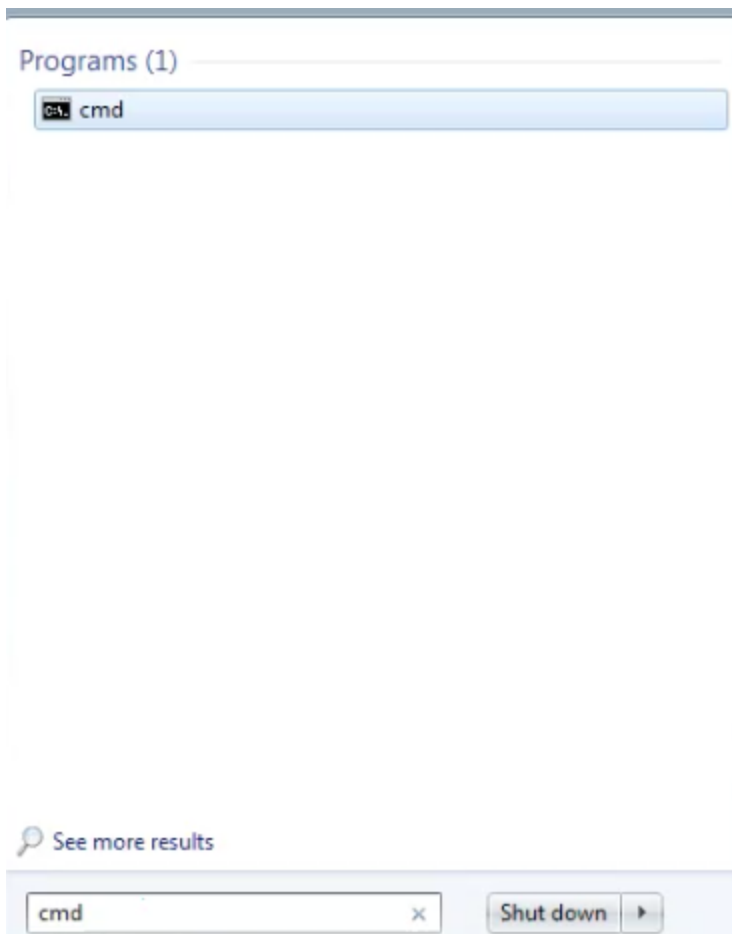 Programs (1)
C:\.
cmd
See more results
cmd
Shut down